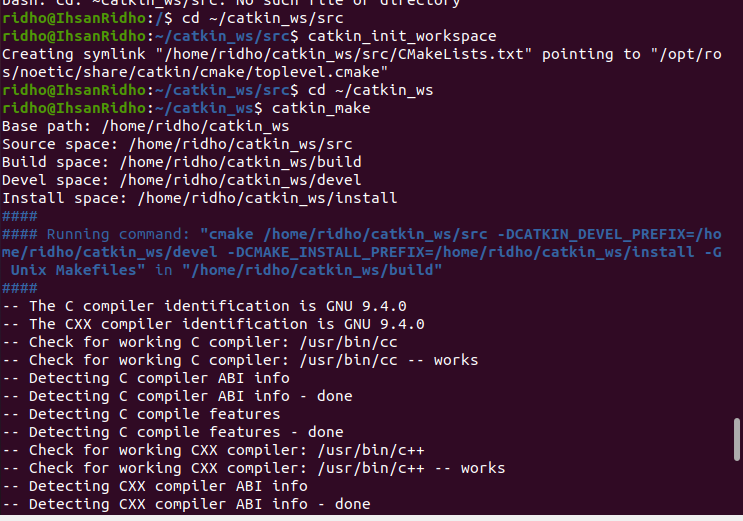 bash: cd: ~catkin_ws/src: No such file or directory
ridho@IhsanRidho:/$ cd ~/catkin_ws/src
ridho@IhsanRidho:~/catkin_ws/src$ catkin_init_workspace
Creating symlink "/home/ridho/catkin_ws/src/CMakeLists.txt" pointing to "/opt/ro
s/noetic/share/catkin/cmake/toplevel.cmake"
ridho@IhsanRidho:~/catkin_ws/src$ cd ~/catkin_ws
ridho@IhsanRidho:~/catkin_ws$ catkin_make
Base path: /home/ridho/catkin_ws
Source space: /home/ridho/catkin_ws/src
Build space: /home/ridho/catkin_ws/build
Devel space: /home/ridho/catkin_ws/devel
Install space: /home/ridho/catkin_ws/install
####
#### Running command: "cmake /home/ridho/catkin_ws/src -DCATKIN_DEVEL_PREFIX=/ho
me/ridho/catkin_ws/devel -DCMAKE_INSTALL_PREFIX=/home/ridho/catkin_ws/install -G
 Unix Makefiles" in "/home/ridho/catkin_ws/build"
####
-- The C compiler identification is GNU 9.4.0
-- The CXX compiler identification is GNU 9.4.0
-- Check for working C compiler: /usr/bin/cc
-- Check for working C compiler: /usr/bin/cc -- works
-- Detecting C compiler ABI info
-- Detecting C compiler ABI info - done
-- Detecting C compile features
-- Detecting C compile features - done
-- Check for working CXX compiler: /usr/bin/c++
-- Check for working CXX compiler: /usr/bin/c++ -- works
-- Detecting CXX compiler ABI info
-- Detecting CXX compiler ABI info - done